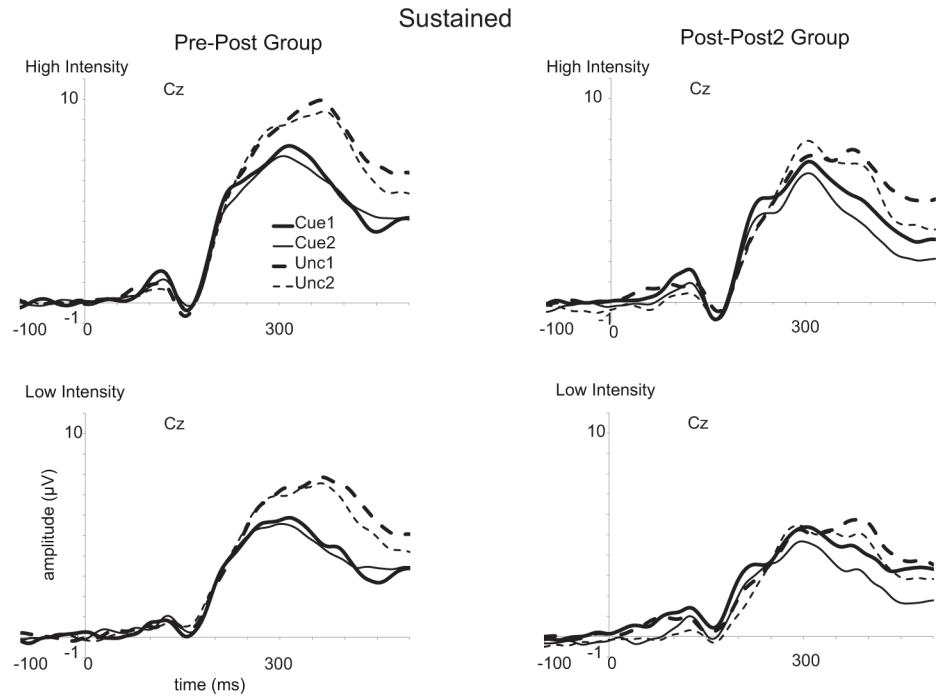 Sustained
Pre-Post Group
Post-Post2 Group
High Intensity
Cz
10
Cue1
Cue2
Unc1
Unc2
-1
-100
0
300
High Intensity
Cz
10
-1
-100
0
300
Low Intensity
Cz
10
amplitude (µV)
-1
-100
0
300
time (ms)
Low Intensity
Cz
10
-1
-100
0
300